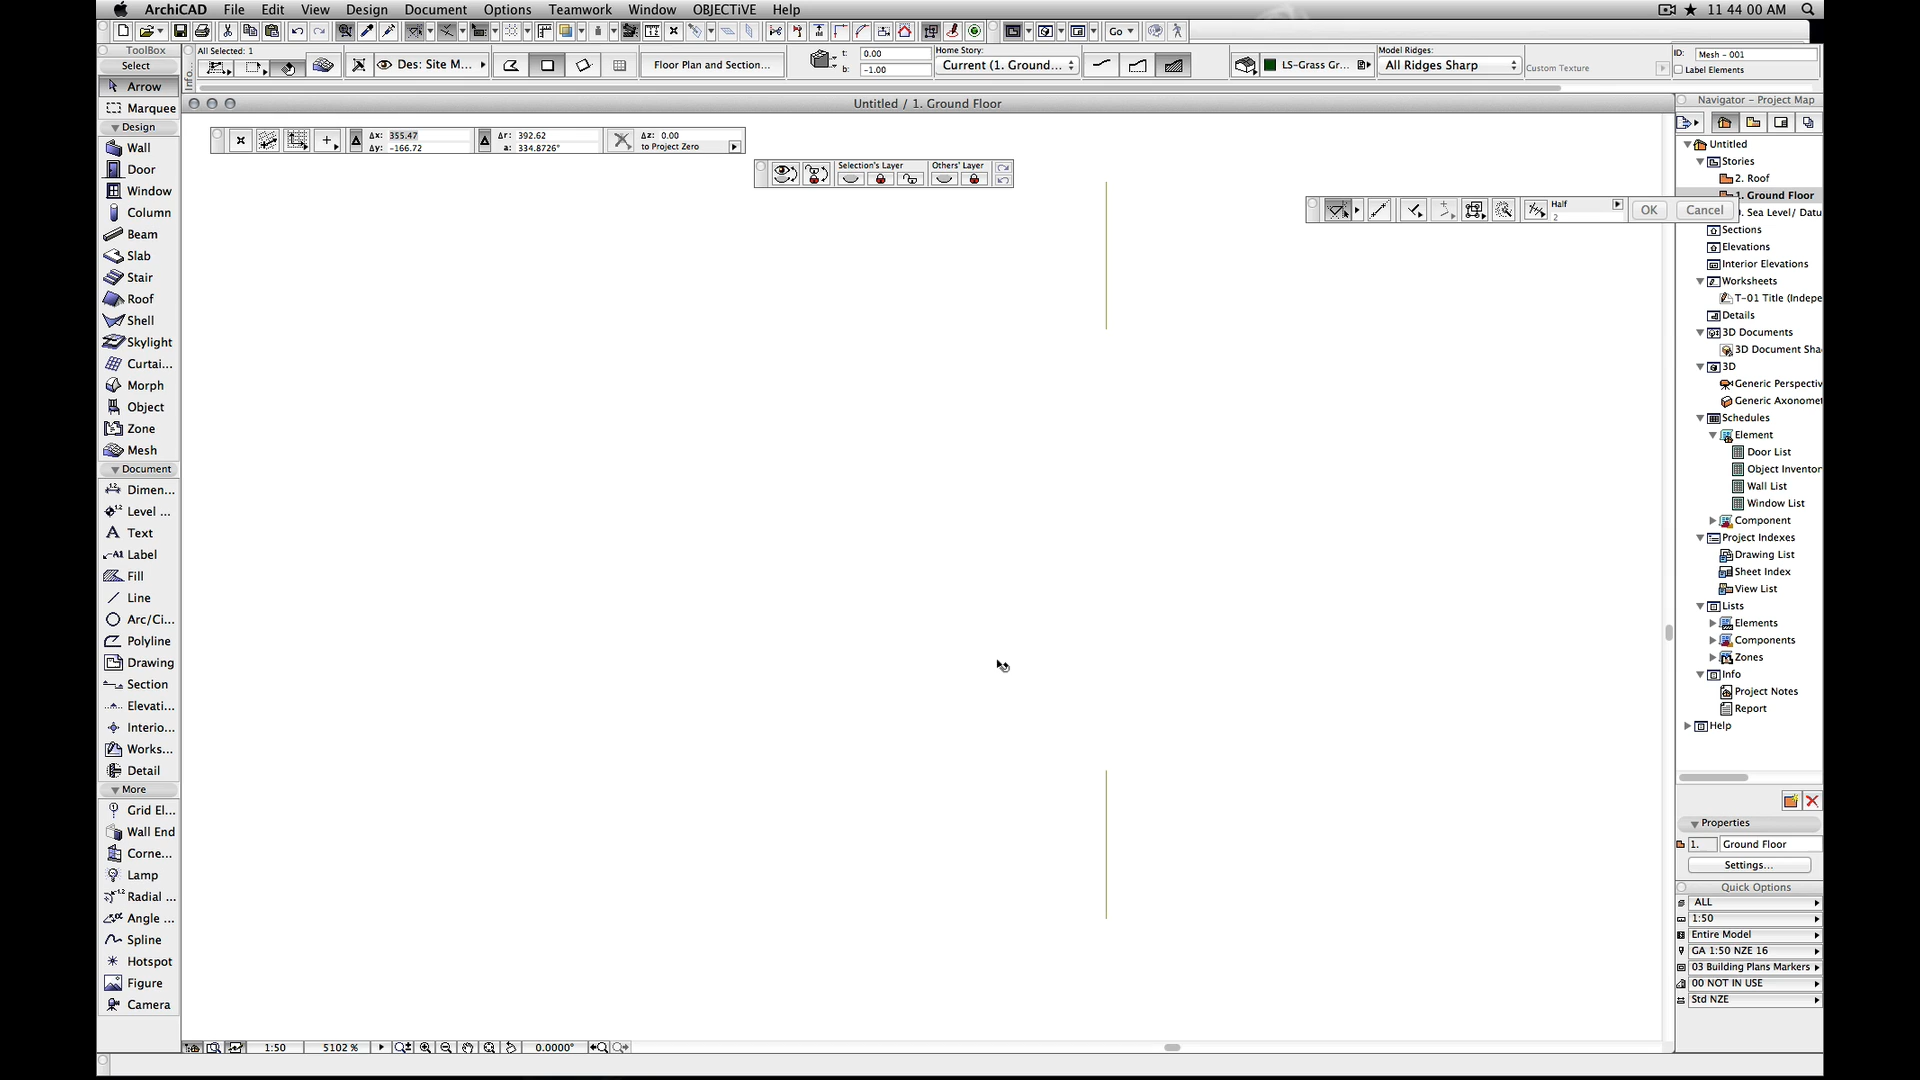 ArchiCAD File Edit View Design Document Options Teamwork Window OBJECTiVE Help 11 44 00 AM
Go
ToolBox
All Selected: 1
Select
Des: Site M...
Floor Plan and Section...
t: 0.00
b: -1.00
Home Story:
Current (1. Ground...
LS-Grass Gr...
Model Ridges:
All Ridges Sharp
Custom Texture
ID: Mesh - 001
Label Elements
Untitled / 1. Ground Floor
Navigator - Project Map
Arrow
Marquee
Design
Wall
Door
Window
Column
Beam
Slab
Stair
Roof
Shell
Skylight
Curtai...
Morph
Object
Zone
Mesh
Document
Dimen...
Level ...
Text
Label
Fill
Line
Arc/Ci...
Polyline
Drawing
Section
Elevati...
Interio...
Works...
Detail
More
Grid El...
Wall End
Corne...
Lamp
Radial ...
Angle ...
Spline
Hotspot
Figure
Camera
Δx: 355.47
Δy: -166.72
Δr: 392.62
a: 334.8726°
Δz: 0.00
to Project Zero
Selection's Layer
Others' Layer
Half
2
OK
Cancel
Untitled
Stories
2. Roof
1. Ground Floor
. Sea Level/ Datu
Sections
Elevations
Interior Elevations
Worksheets
T-01 Title (Indepe
Details
3D Documents
3D Document Sha
3D
Generic Perspectiv
Generic Axonomet
Schedules
Element
Door List
Object Inventor
Wall List
Window List
Component
Project Indexes
Drawing List
Sheet Index
View List
Lists
Elements
Components
Zones
Info
Project Notes
Report
Help
Properties
1. Ground Floor
Settings...
Quick Options
ALL
1:50
Entire Model
GA 1:50 NZE 16
03 Building Plans Markers
00 NOT IN USE
Std NZE
1:50
5102 %
0.0000°